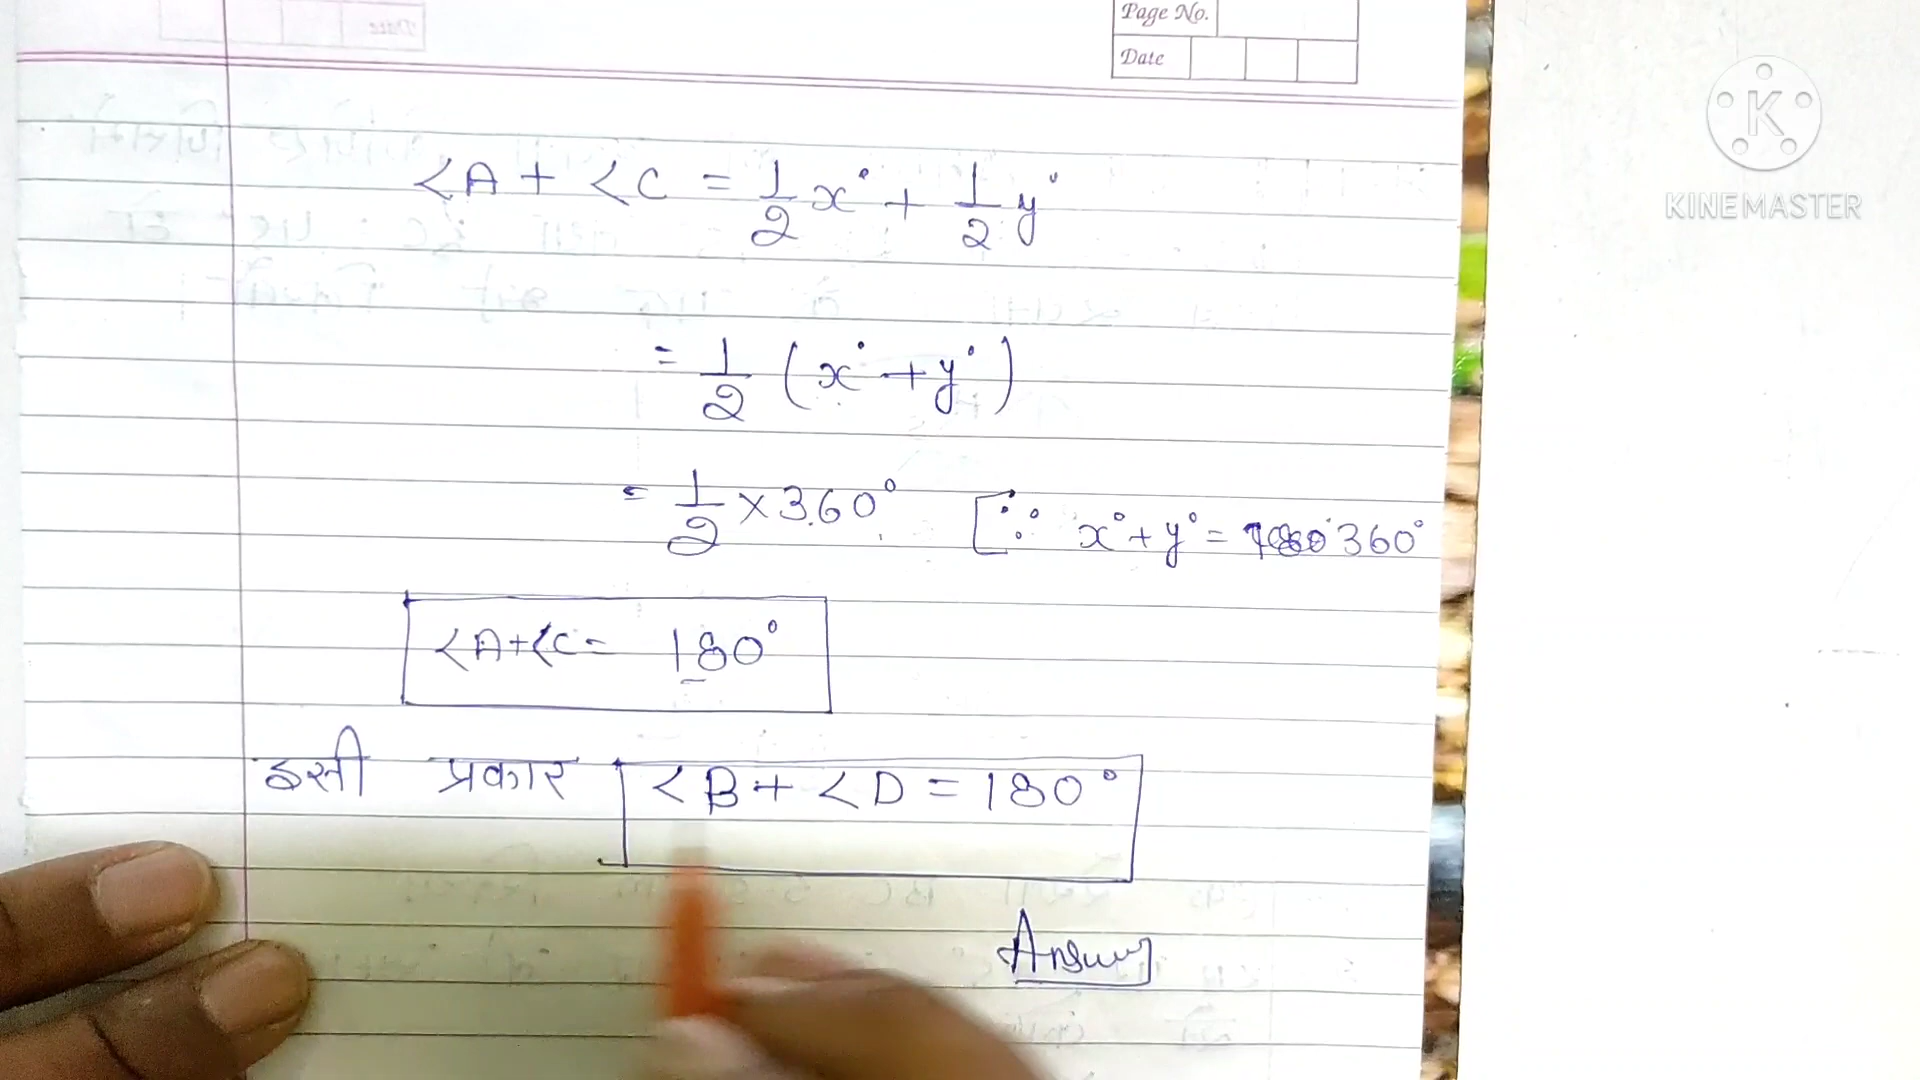 Page No.
Date
K
KINEMASTER
<A + <C = 1/2 x° + 1/2 y°
= 1/2 (x° + y°)
= 1/2 × 360° [∵ x° + y° = 360°
<A + <C = 180°
इसी प्रकार <B + <D = 180°
Answer